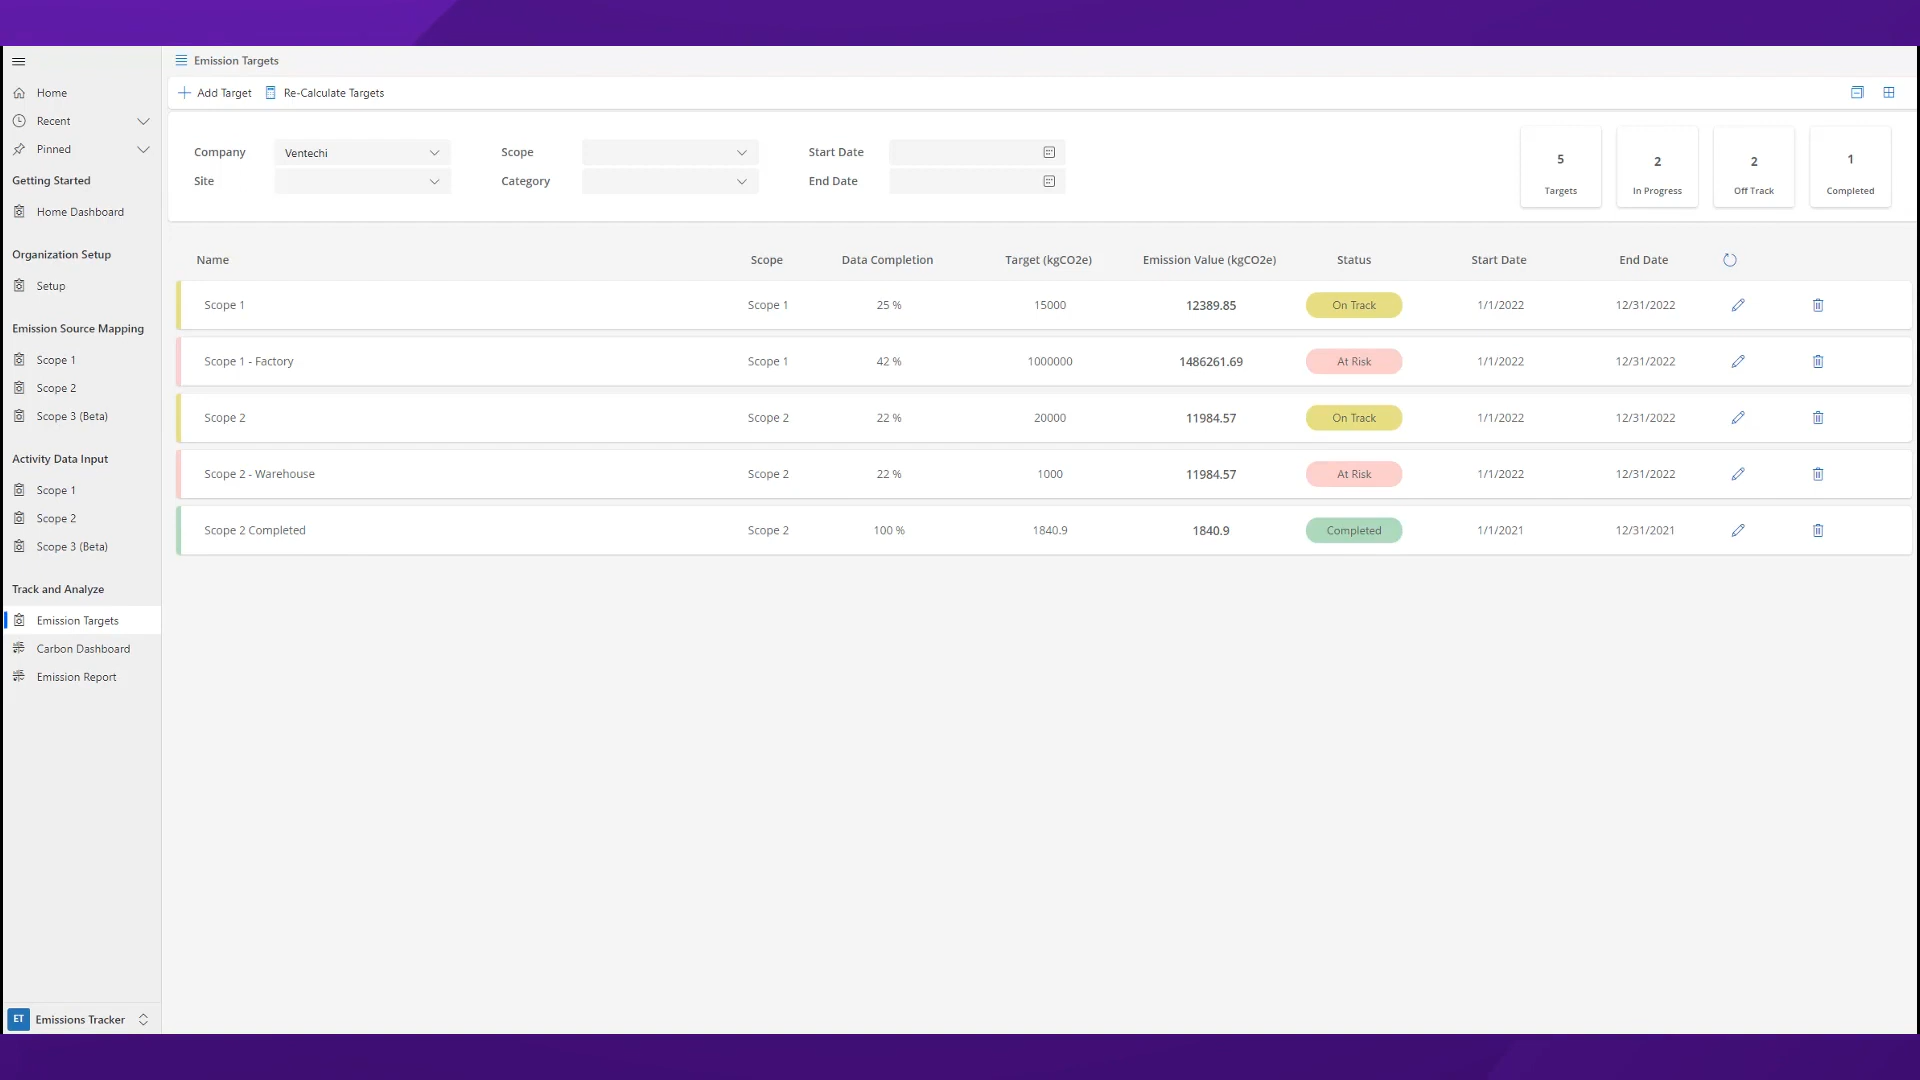 Emission Targets
Home
Add Target
Re-Calculate Targets
Recent
Pinned
Company
Ventechi
Scope
Start Date
Site
Category
End Date
5
Targets
2
In Progress
2
Off Track
1
Completed
Getting Started
Home Dashboard
Organization Setup
Setup
Emission Source Mapping
Scope 1
Scope 2
Scope 3 (Beta)
Activity Data Input
Scope 1
Scope 2
Scope 3 (Beta)
Track and Analyze
Emission Targets
Carbon Dashboard
Emission Report
Name Scope Data Completion Target (kgCO2e) Emission Value (kgCO2e) Status Start Date End Date
Scope 1 Scope 1 25 % 15000 12389.85 On Track 1/1/2022 12/31/2022
Scope 1 - Factory Scope 1 42 % 1000000 1486261.69 At Risk 1/1/2022 12/31/2022
Scope 2 Scope 2 22 % 20000 11984.57 On Track 1/1/2022 12/31/2022
Scope 2 - Warehouse Scope 2 22 % 1000 11984.57 At Risk 1/1/2022 12/31/2022
Scope 2 Completed Scope 2 100 % 1840.9 1840.9 Completed 1/1/2021 12/31/2021
ET Emissions Tracker